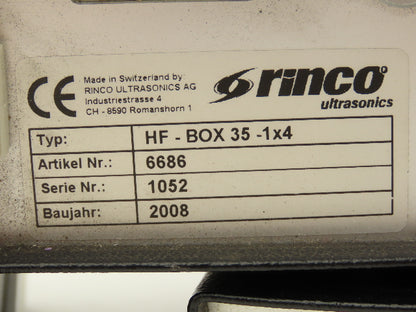 CE
Made in Switzerland by:
RINCO ULTRASONICS AG
Industriestrasse 4
CH - 8590 Romanshorn 1
rinco
ultrasonics
Typ: HF - BOX 35 -1x4
Artikel Nr.: 6686
Serie Nr.: 1052
Baujahr: 2008